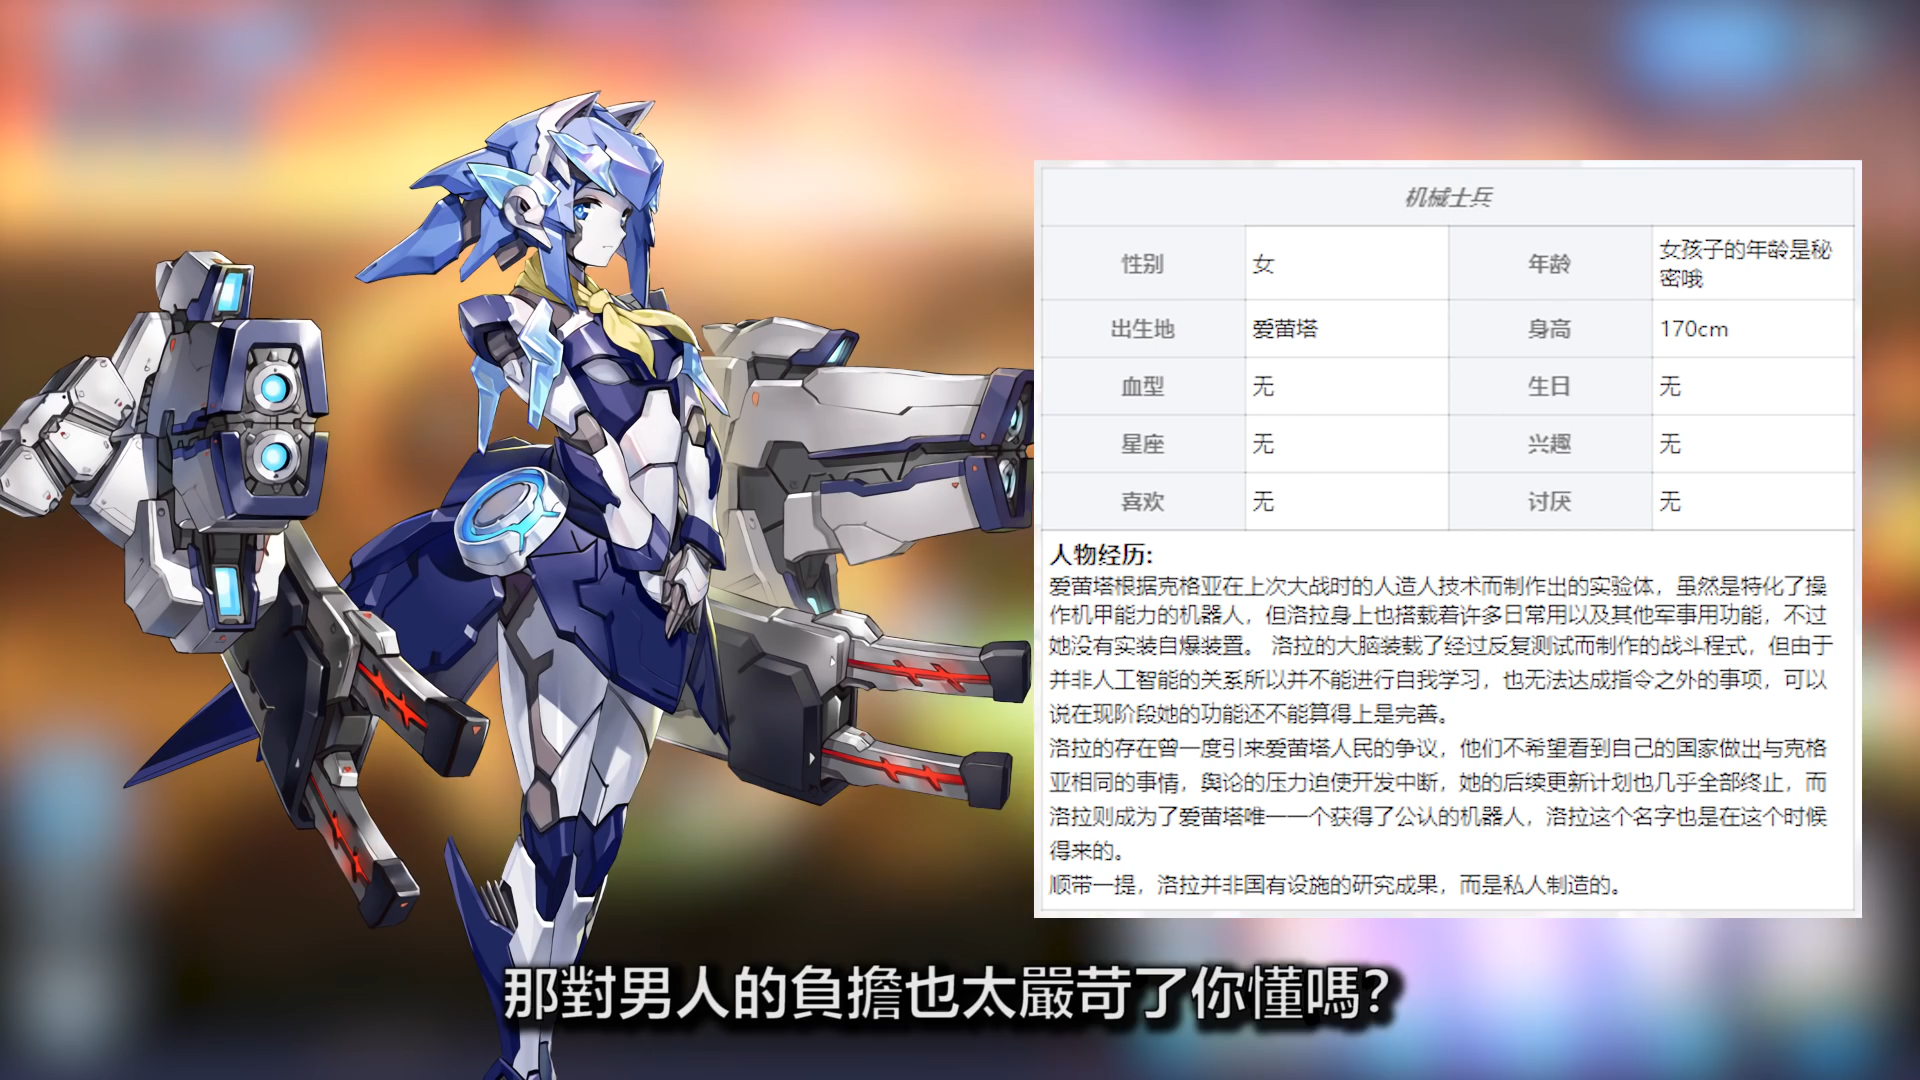 机械士兵
性别 女 年龄 女孩子的年龄是秘
密哦
出生地 爱苗塔 身高 170cm
血型 无 生日 无
星座 无 兴趣 无
喜欢 无 讨厌 无
人物经历:
爱苗塔根据克格亚在上次大战时的人造人技术而制作出的实验体，虽然是特化了操
作机甲能力的机器人，但洛拉身上也搭载着许多日常用以及其他军事用功能，不过
她没有实装自爆装置。 洛拉的大脑装载了经过反复测试而制作的战斗程式，但由于
并非人工智能的关系所以并不能进行自我学习，也无法达成指令之外的事项，可以
说在现阶段她的功能还不能算得上是完善。
洛拉的存在曾一度引来爱苗塔人民的争议，他们不希望看到自己的国家做出与克格
亚相同的事情，舆论的压力迫使开发中断，她的后续更新计划也几乎全部终止，而
洛拉则成为了爱苗塔唯一一个获得了公认的机器人，洛拉这个名字也是在这个时候
得来的。
顺带一提，洛拉并非国有设施的研究成果，而是私人制造的。
那對男人的負擔也太嚴苛了你懂嗎?